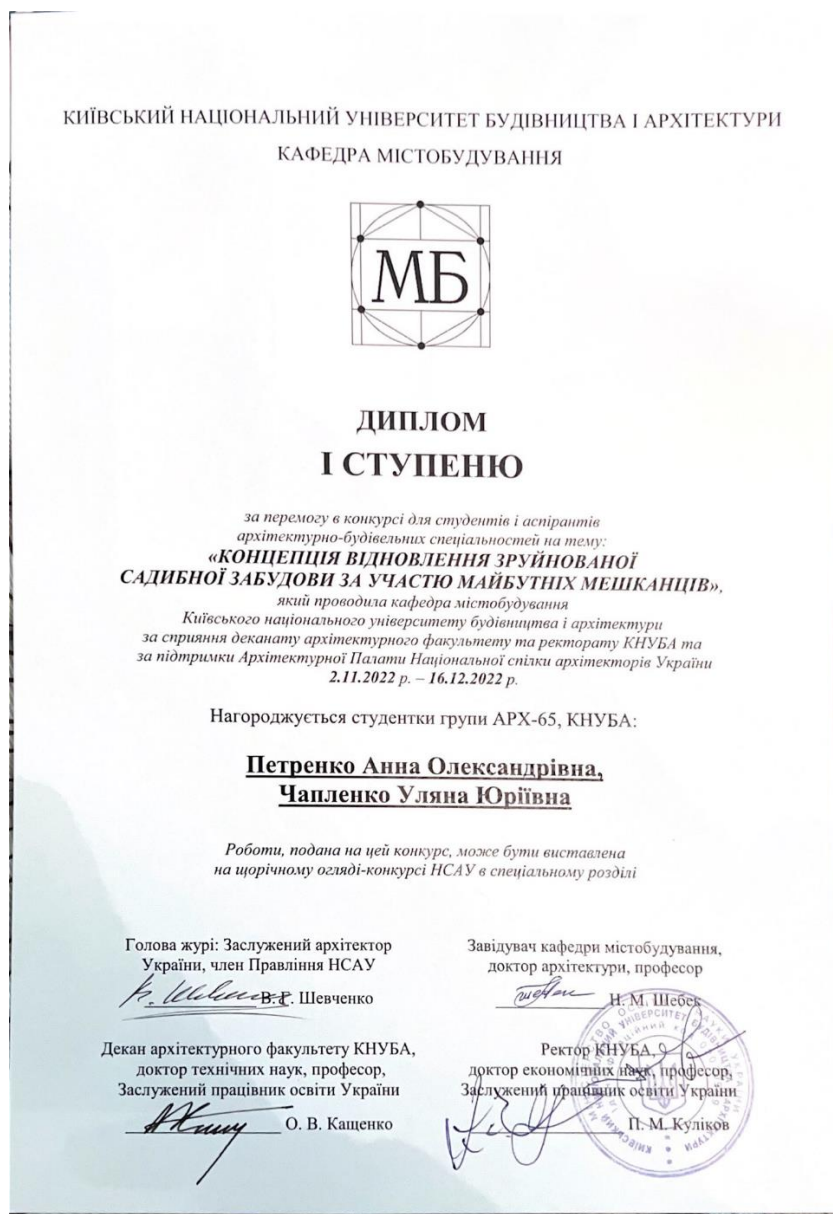 КИЇВСЬКИЙ НАЦІОНАЛЬНИЙ УНІВЕРСИТЕТ БУДІВНИЦТВА І АРХІТЕКТУРИ
КАФЕДРА МІСТОБУДУВАННЯ
МБ
ДИПЛОМ
І СТУПЕНЮ
за перемогу в конкурсі для студентів і аспірантів
архітектурно-будівельних спеціальностей на тему:
«КОНЦЕПЦІЯ ВІДНОВЛЕННЯ ЗРУЙНОВАНОЇ
САДИБНОЇ ЗАБУДОВИ ЗА УЧАСТЮ МАЙБУТНІХ МЕШКАНЦІВ»,
який проводила кафедра містобудування
Київського національного університету будівництва і архітектури
за сприяння деканату архітектурного факультету та ректорату КНУБА та
за підтримки Архітектурної Палати Національної спілки архітекторів України
2.11.2022 р. – 16.12.2022 р.
Нагороджується студентки групи АРХ-65, КНУБА:
Петренко Анна Олександрівна,
Чапленко Уляна Юріївна
Роботи, подана на цей конкурс, може бути виставлена
на щорічному огляді-конкурсі НСАУ в спеціальному розділі
Голова журі: Заслужений архітектор
України, член Правління НСАУ
Шевченко
Завідувач кафедри містобудування,
доктор архітектури, професор
Н. М. Шебек
Декан архітектурного факультету КНУБА,
доктор технічних наук, професор,
Заслужений працівник освіти України
О. В. Кащенко
Ректор КНУБА,
доктор економічних наук, професор,
Заслужений працівник освіти України
П. М. Куліков